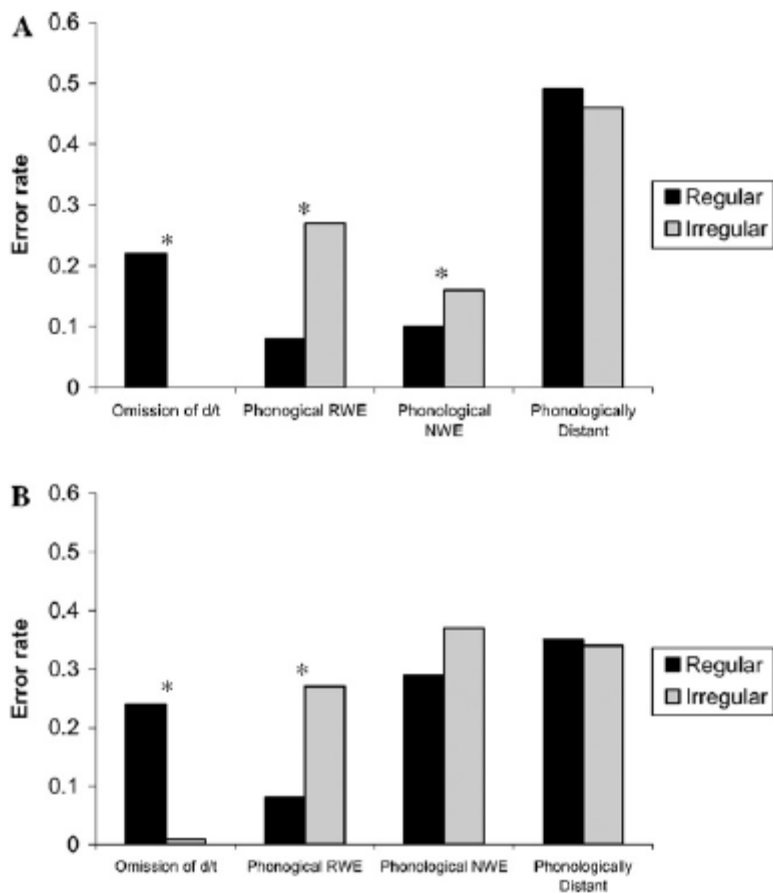 A
0.6
0.5
0.4
0.3
0.2
0.1
0
Error rate
*
*
*
Omission of d/t
Phonogical RWE
Phonological
NWE
Phonologically
Distant
Regular
Irregular
B
0.6
0.5
0.4
0.3
0.2
0.1
0
Error rate
*
*
Omission of d/t
Phonogical RWE
Phonological NWE
Phonologically
Distant
Regular
Irregular